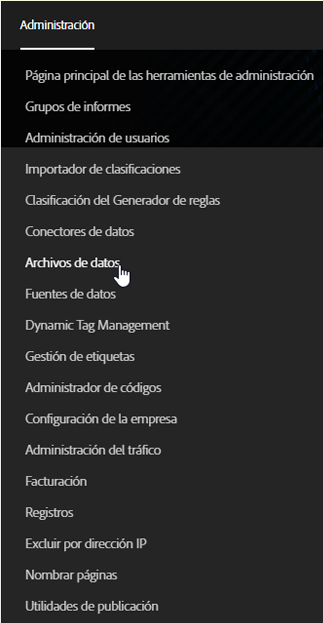 Administración
Página principal de las herramientas de administración
Grupos de informes
Administración de usuarios
Importador de clasificaciones
Clasificación del Generador de reglas
Conectores de datos
Archivos de datos
Fuentes de datos
Dynamic Tag Management
Gestión de etiquetas
Administrador de códigos
Configuración de la empresa
Administración del tráfico
Facturación
Registros
Excluir por dirección IP
Nombrar páginas
Utilidades de publicación